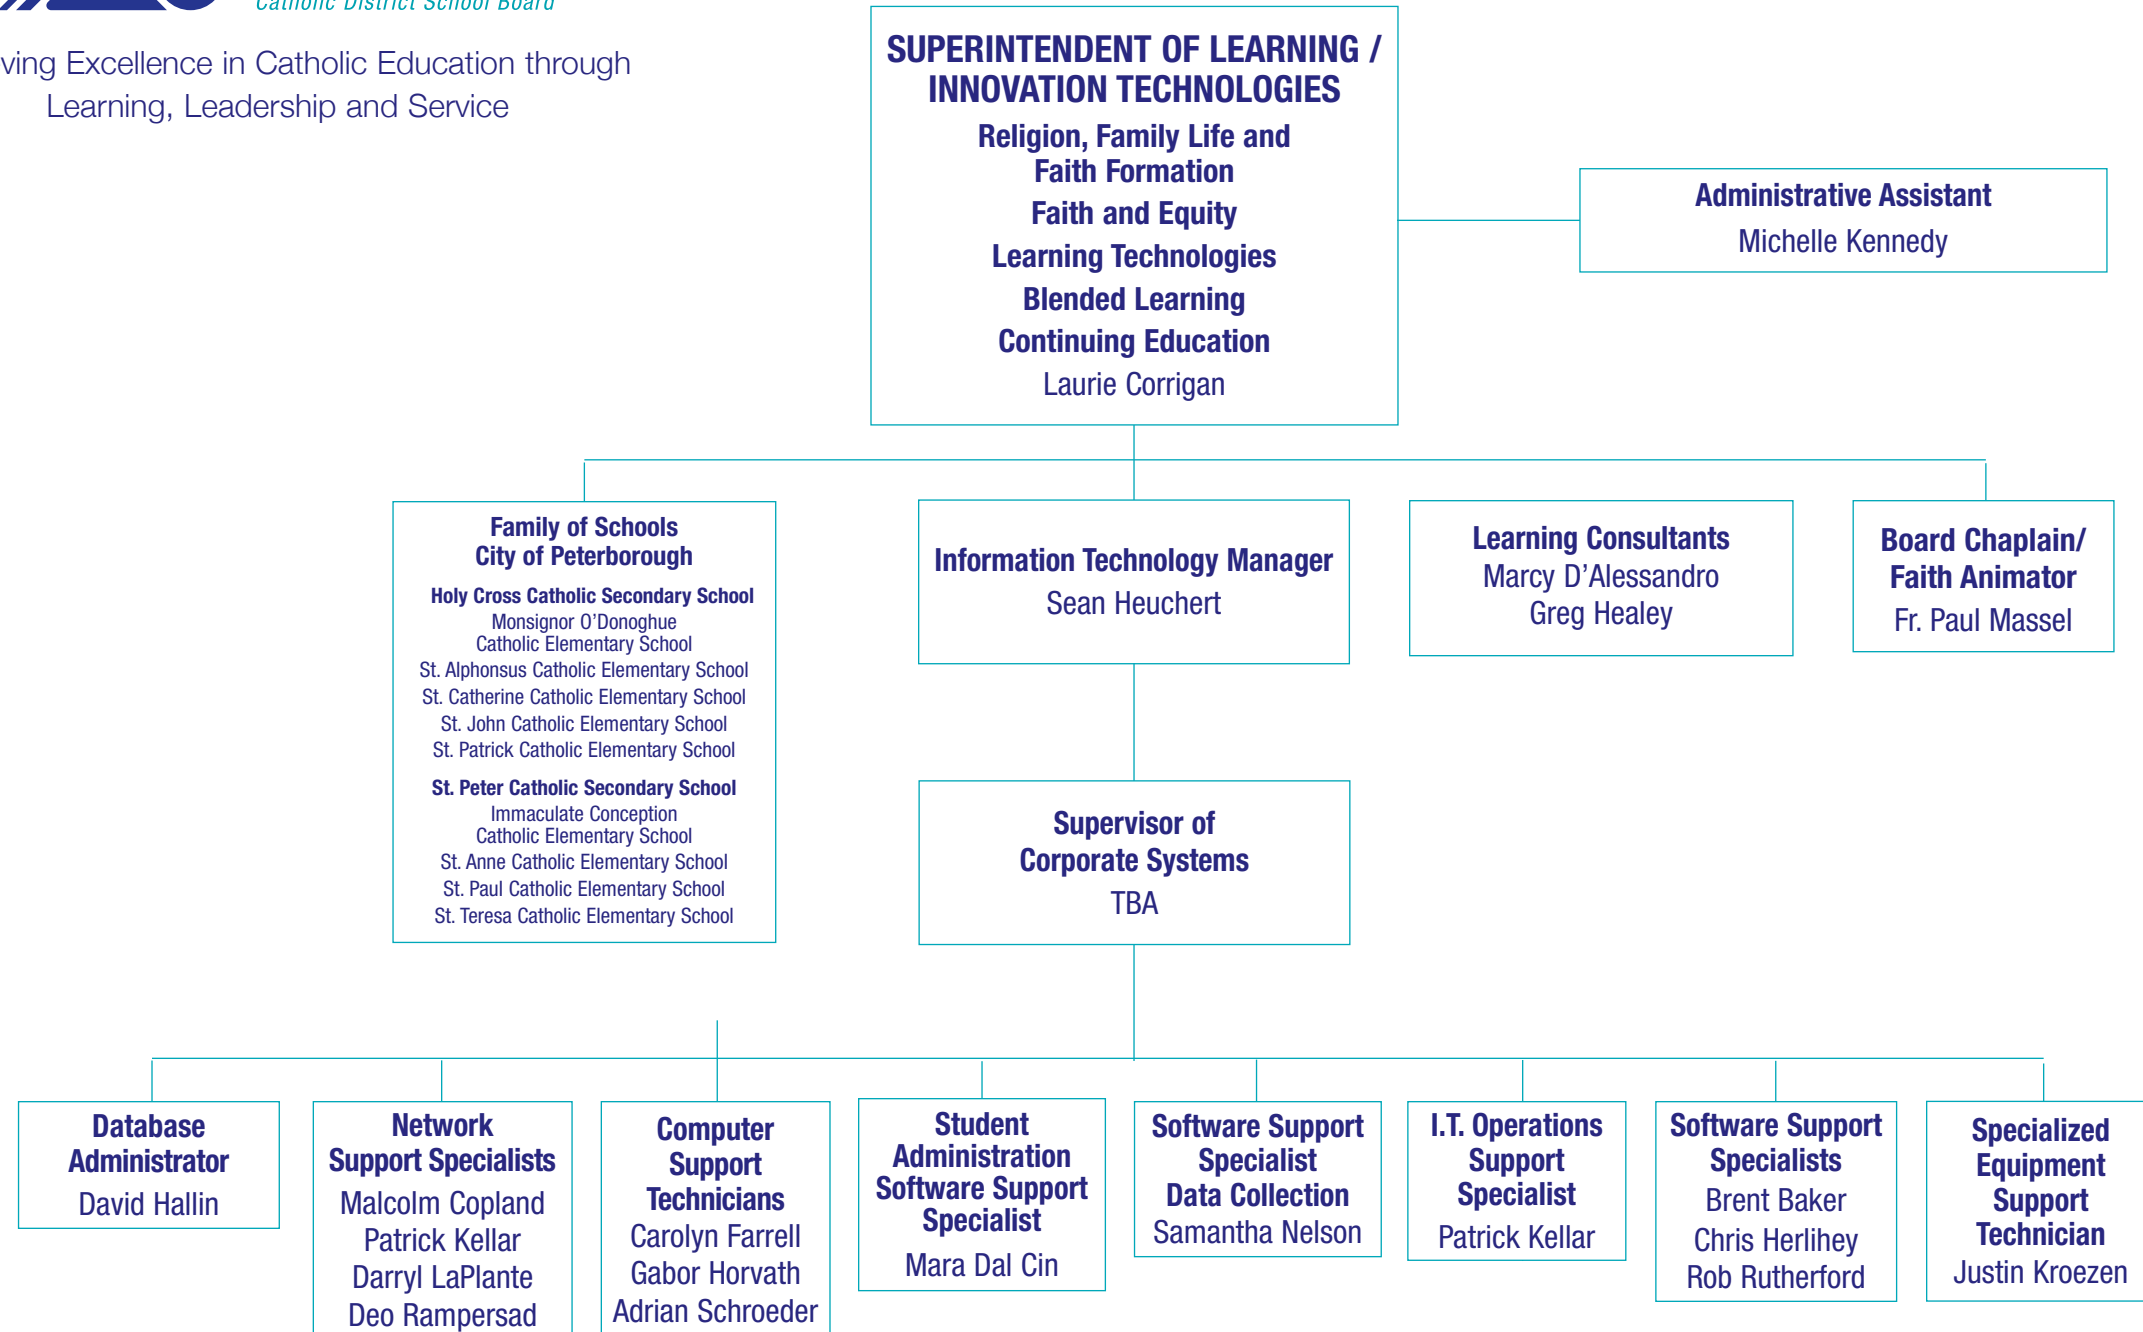 Catholic District School Board
ving Excellence in Catholic Education through
Learning, Leadership and Service
SUPERINTENDENT OF LEARNING /
INNOVATION TECHNOLOGIES
Religion, Family Life and
Faith Formation
Faith and Equity
Learning Technologies
Blended Learning
Continuing Education
Laurie Corrigan
Administrative Assistant
Michelle Kennedy
Family of Schools
City of Peterborough
Holy Cross Catholic Secondary School
Monsignor O’Donoghue
Catholic Elementary School
St. Alphonsus Catholic Elementary School
St. Catherine Catholic Elementary School
St. John Catholic Elementary School
St. Patrick Catholic Elementary School
St. Peter Catholic Secondary School
Immaculate Conception
Catholic Elementary School
St. Anne Catholic Elementary School
St. Paul Catholic Elementary School
St. Teresa Catholic Elementary School
Information Technology Manager
Sean Heuchert
Learning Consultants
Marcy D’Alessandro
Greg Healey
Board Chaplain/
Faith Animator
Fr. Paul Massel
Supervisor of
Corporate Systems
TBA
Database
Administrator
David Hallin
Network
Support Specialists
Malcolm Copland
Patrick Kellar
Darryl LaPlante
Deo Rampersad
Computer
Support
Technicians
Carolyn Farrell
Gabor Horvath
Adrian Schroeder
Student
Administration
Software Support
Specialist
Mara Dal Cin
Software Support
Specialist
Data Collection
Samantha Nelson
I.T. Operations
Support
Specialist
Patrick Kellar
Software Support
Specialists
Brent Baker
Chris Herlihey
Rob Rutherford
Specialized
Equipment
Support
Technician
Justin Kroezen